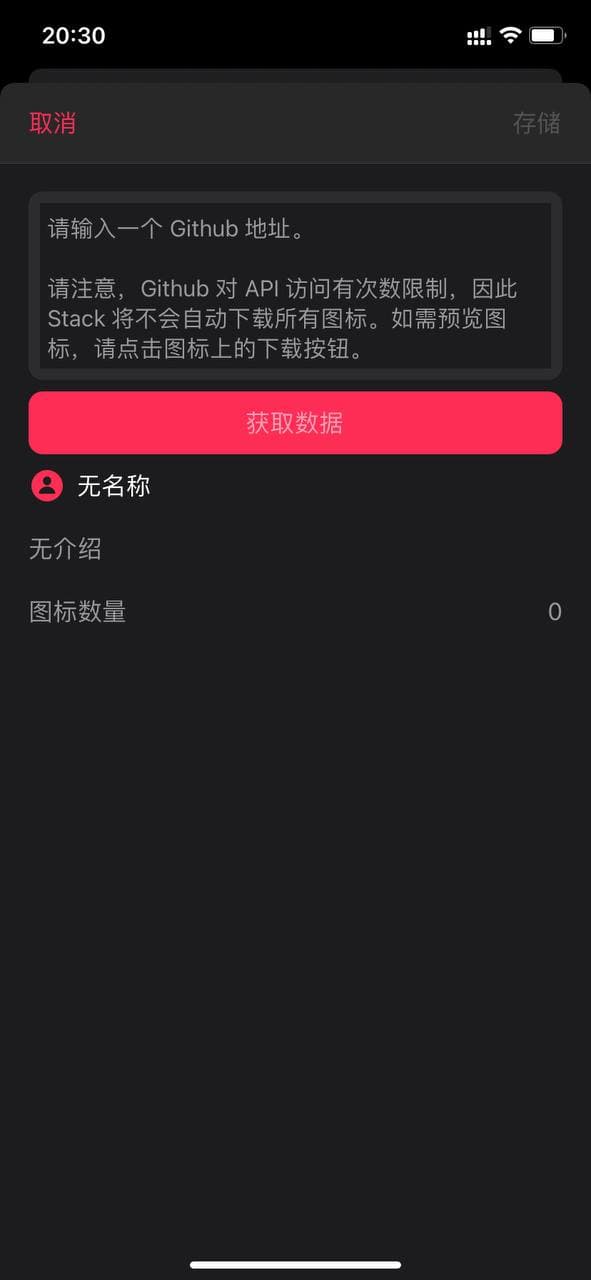 20:30
取消
存储
请输入一个 Github 地址。
请注意，Github 对 API 访问有次数限制，因此
Stack 将不会自动下载所有图标。如需预览图
标，请点击图标上的下载按钮。
获取数据
无名称
无介绍
图标数量
0